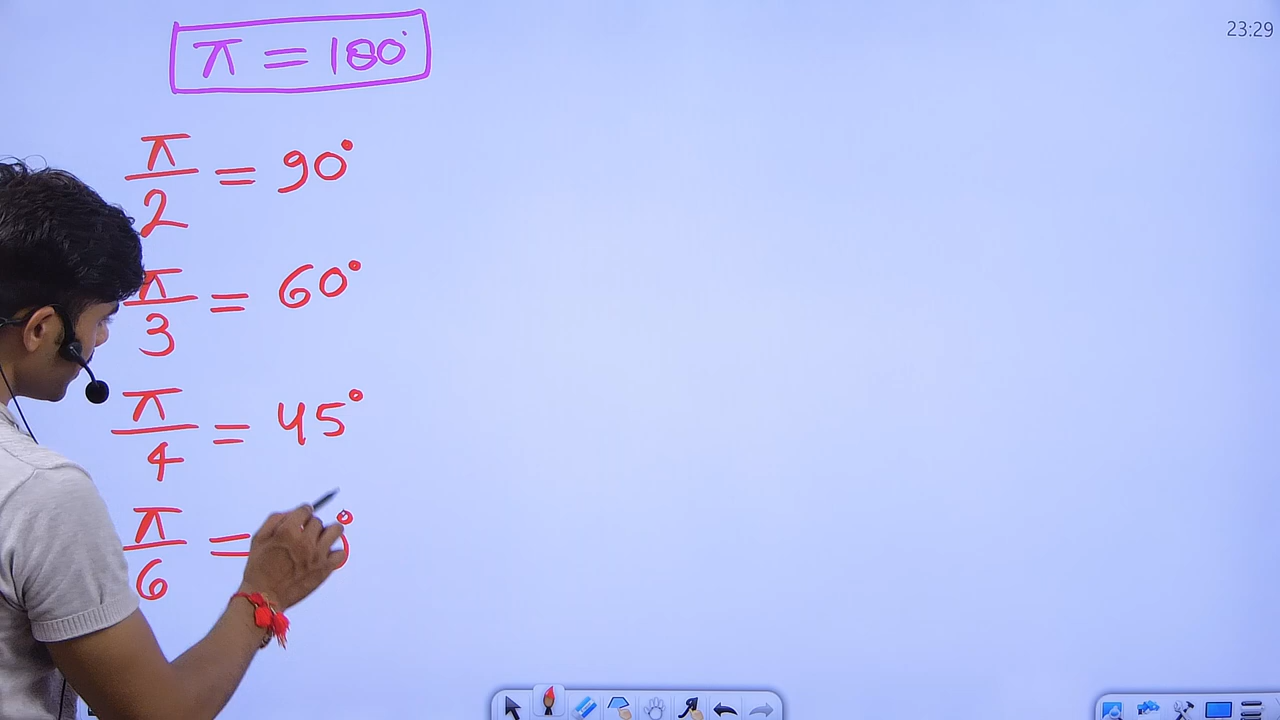 23:29
π = 180°
π/2 = 90°
π/3 = 60°
π/4 = 45°
π/6 =